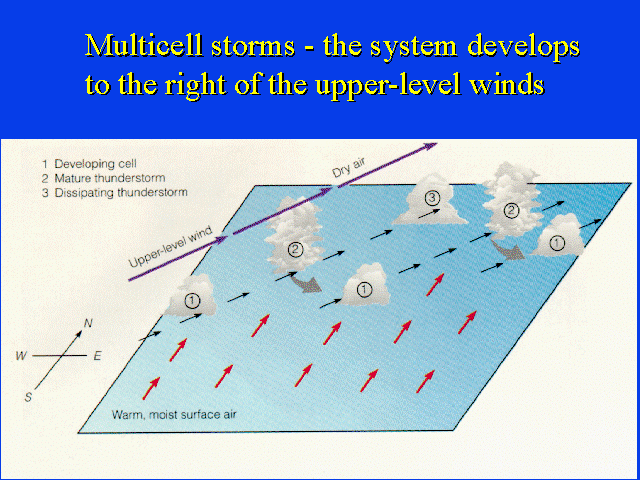 Multicell storms - the system develops
to the right of the upper-level winds
1 Developing cell
2 Mature thunderstorm
3 Dissipating thunderstorm
Dry air
Upper-level wind
3
2
1
2
1
1
N
W
E
S
Warm, moist surface air